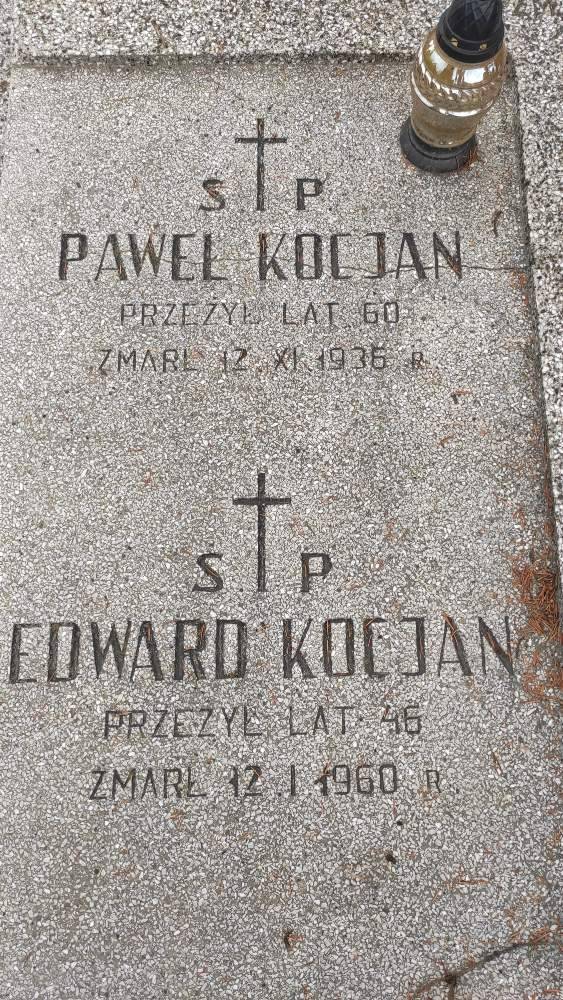 Ś. P.
PAWEŁ KOCJAN
PRZEŻYŁ LAT 60
ZMARŁ 12 XI 1936 R.
Ś. P.
EDWARD KOCJAN
PRZEŻYŁ LAT 46
ZMARŁ 12 I 1960 R.